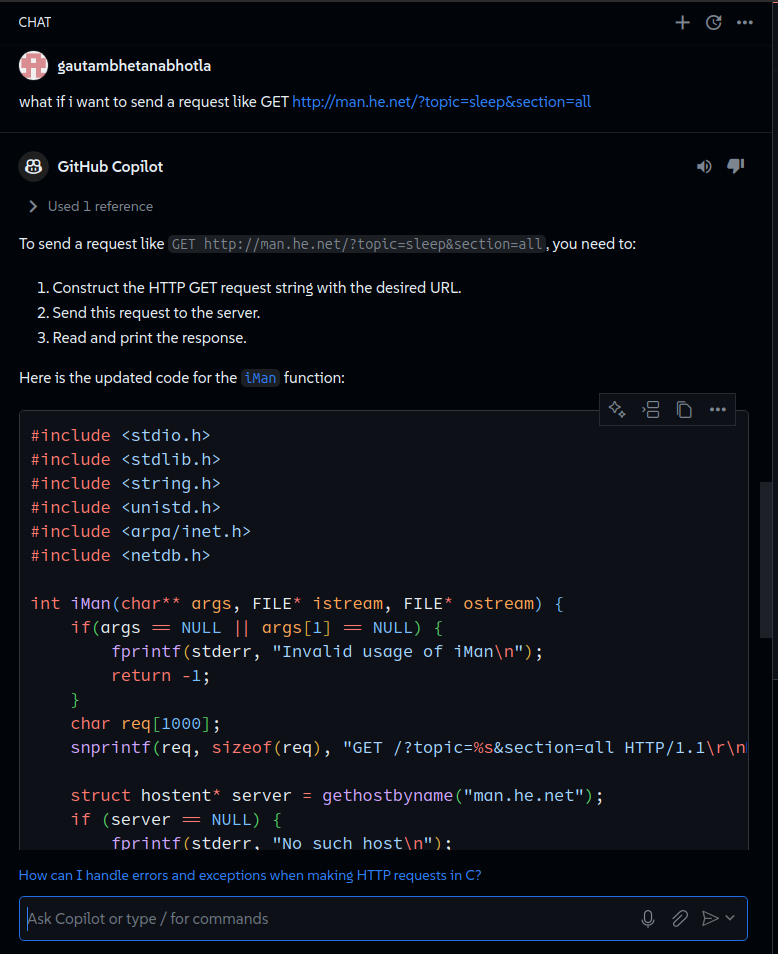 CHAT
gautambhetanabhotla
what if i want to send a request like GET http://man.he.net/?topic=sleep&section=all
GitHub Copilot
Used 1 reference
To send a request like GET http://man.he.net/?topic=sleep&section=all, you need to:
1. Construct the HTTP GET request string with the desired URL.
2. Send this request to the server.
3. Read and print the response.
Here is the updated code for the iMan function:
#include <stdio.h>
#include <stdlib.h>
#include <string.h>
#include <unistd.h>
#include <arpa/inet.h>
#include <netdb.h>
int iMan(char** args, FILE* istream, FILE* ostream) {
if(args == NULL || args[1] == NULL) {
fprintf(stderr, "Invalid usage of iMan\n");
return -1;
}
char req[1000];
snprintf(req, sizeof(req), "GET /?topic=%s&section=all HTTP/1.1\r\n
struct hostent* server = gethostbyname("man.he.net");
if (server == NULL) {
fprintf(stderr, "No such host\n");
How can I handle errors and exceptions when making HTTP requests in C?
Ask Copilot or type / for commands